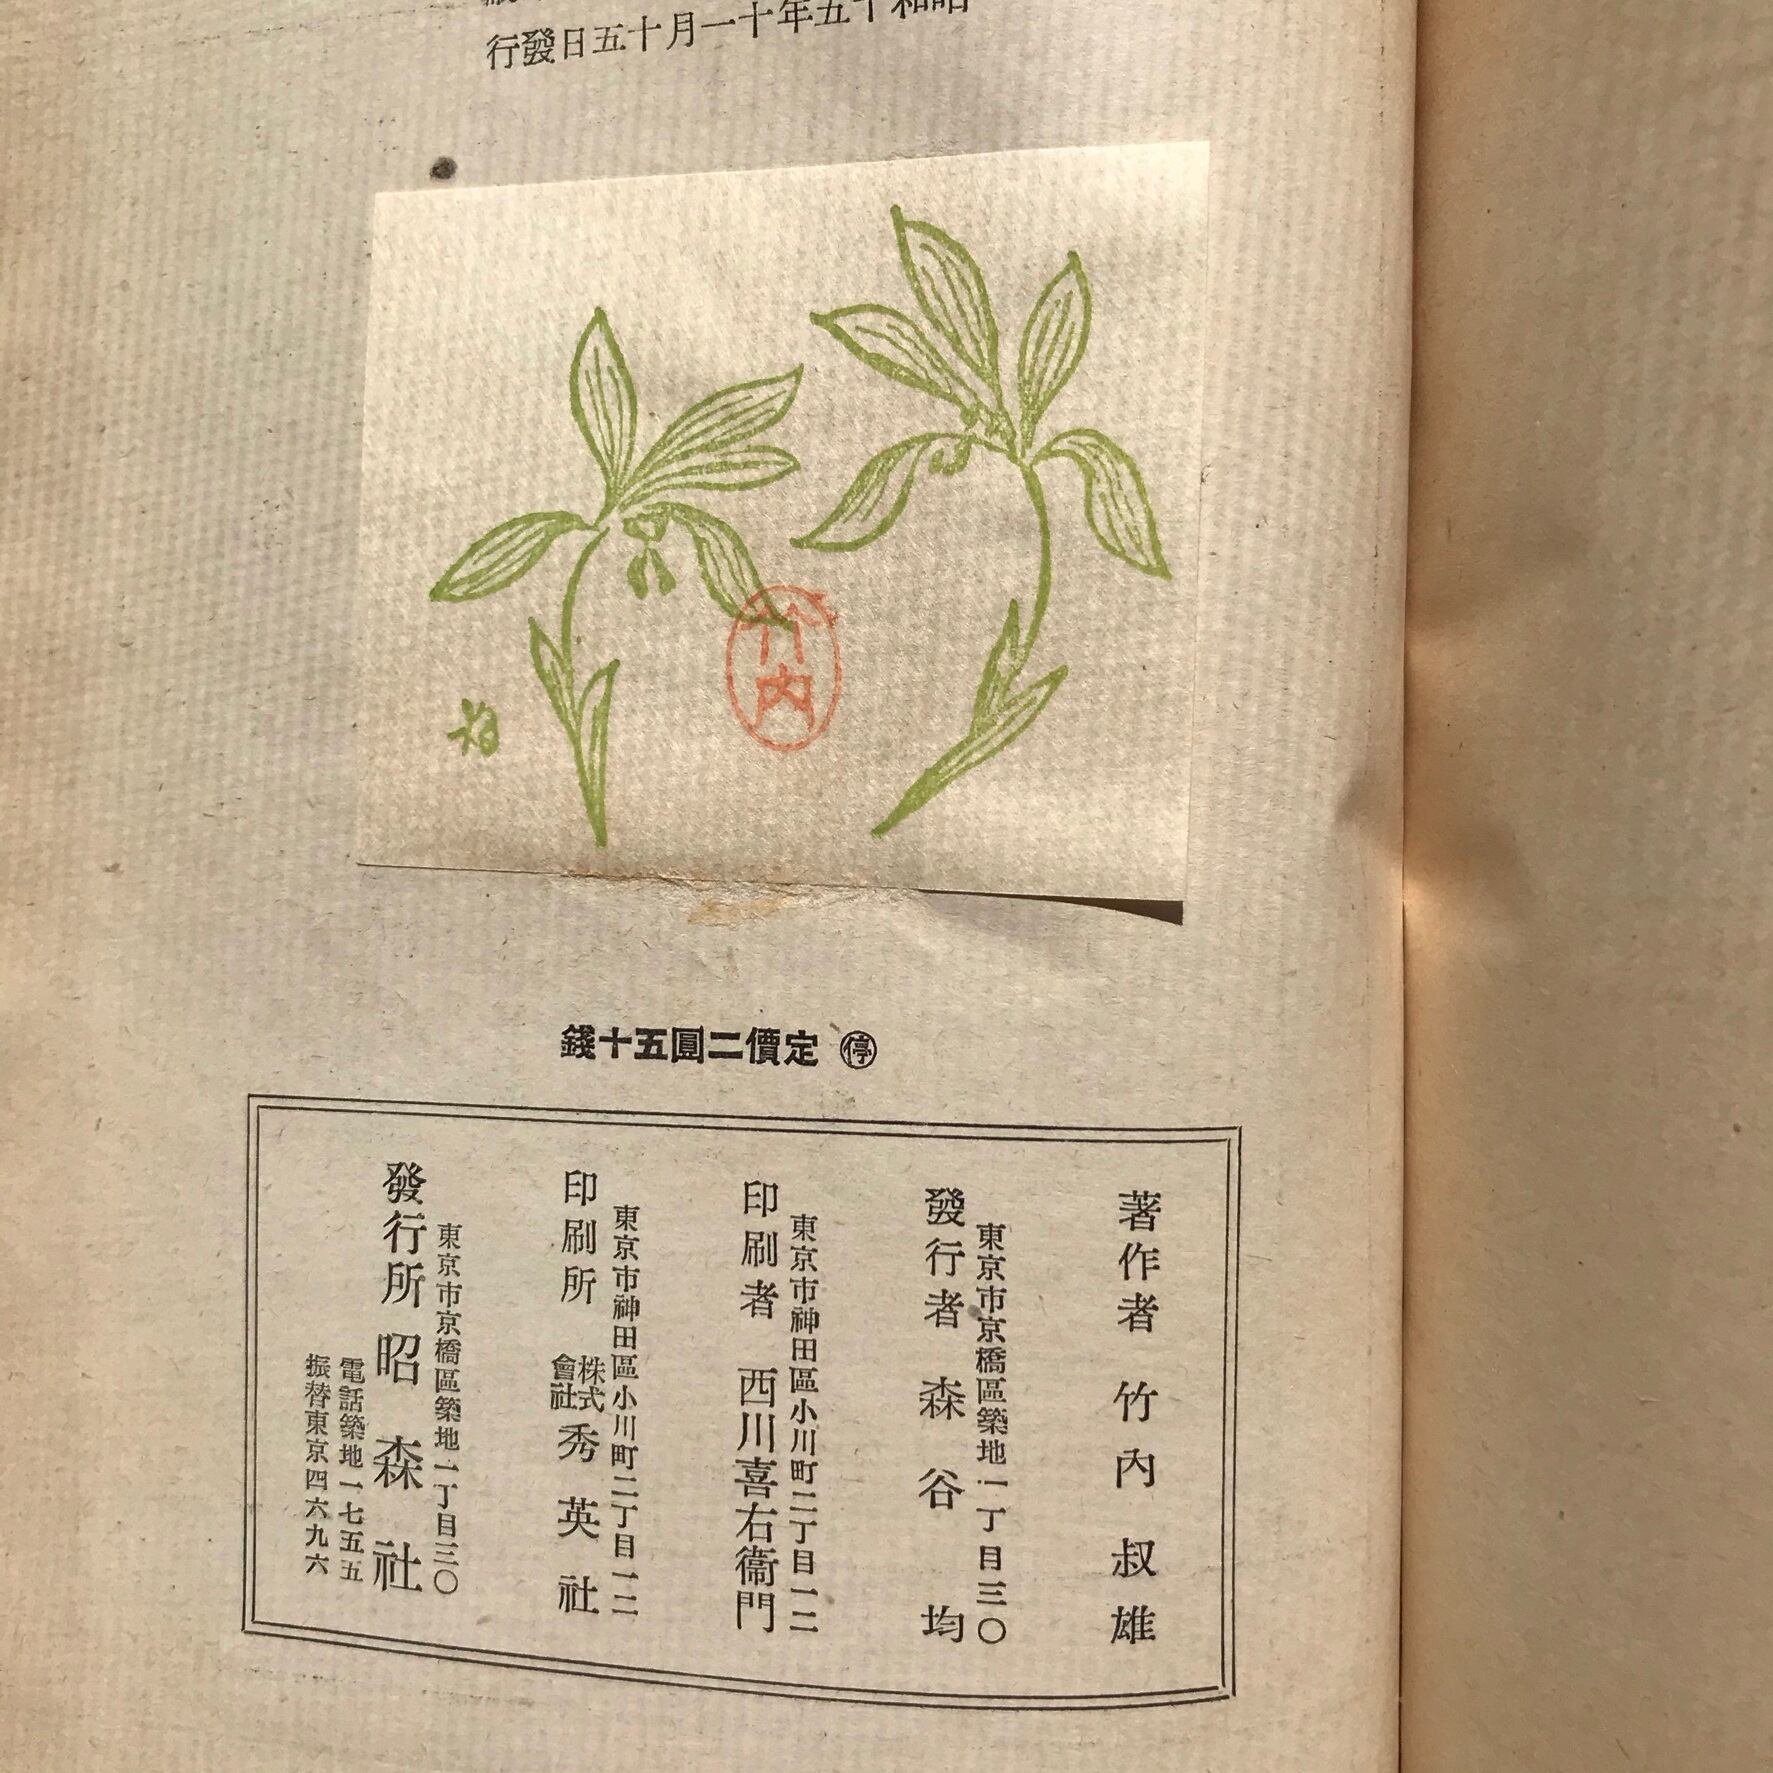 昭和十五年十一月十五日發行
竹内
㊡定價二圓五十錢
著作者 竹內叔雄
東京市京橋區築地一丁目三〇
發行者 森谷均
東京市神田區小川町二丁目一二
印刷者 西川喜右衞門
東京市神田區小川町二丁目一二
印刷所 株式會社 秀英社
東京市京橋區築地一丁目三〇
發行所 昭森社
電話築地一七五五
振替東京四六九六